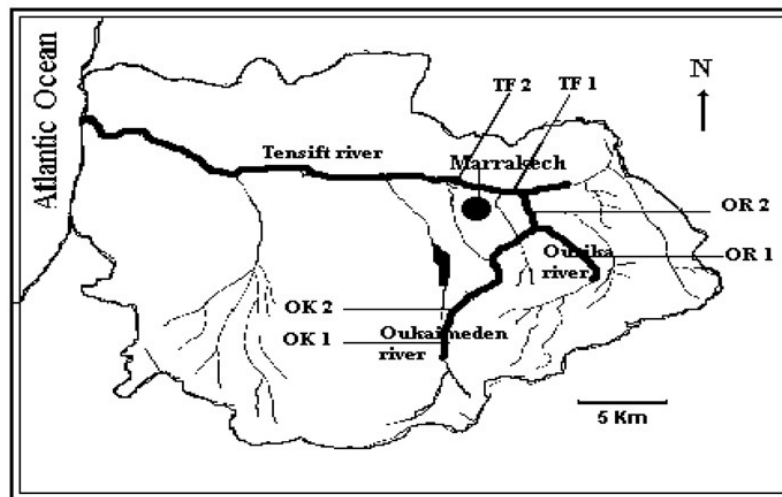 Atlantic Ocean
TF 2
TF 1
N
Tensift river
Marrakech
OR 2
Ourika
river
OR 1
OK 2
OK 1
Oukaimeden
river
5 Km